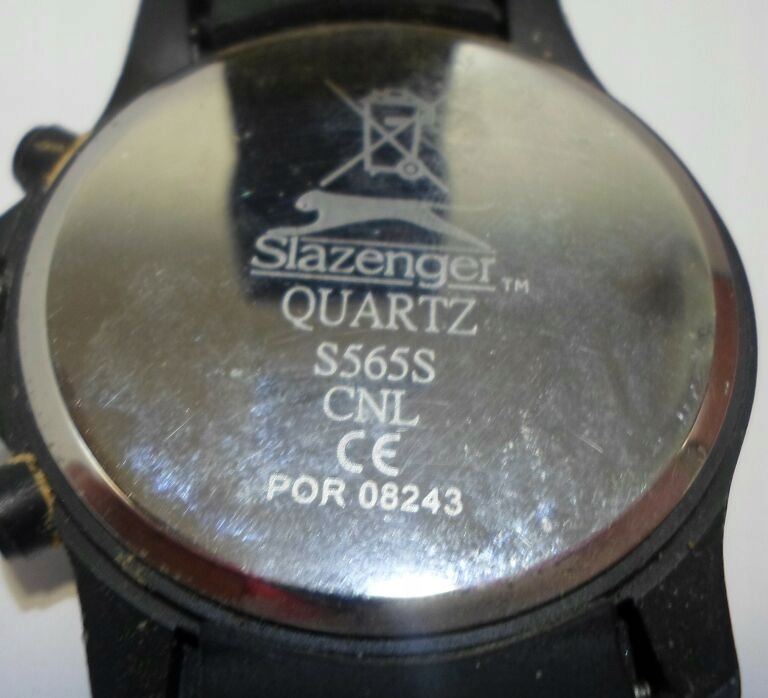 Slazenger™
QUARTZ
S565S
CNL
CE
POR 08243